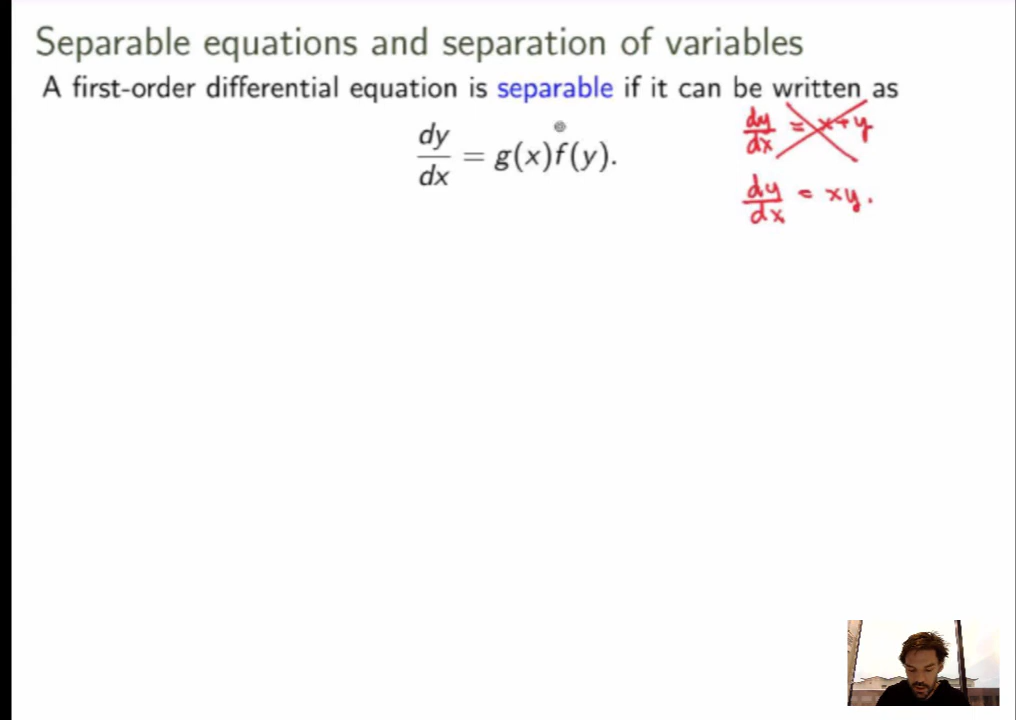 Separable equations and separation of variables
A first-order differential equation is separable if it can be written as
dy/dx = g(x)f(y).
dy/dx = x+y
dy/dx = xy.